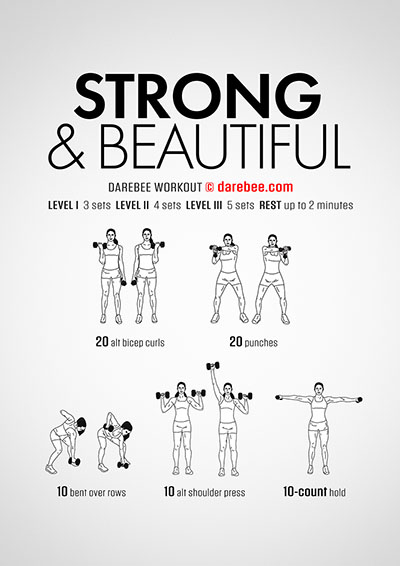 STRONG
& BEAUTIFUL
DAREBEE WORKOUT © darebee.com
LEVEL I 3 sets LEVEL II 4 sets LEVEL III 5 sets REST up to 2 minutes
20 alt bicep curls
20 punches
10 bent over rows
10 alt shoulder press
10-count hold